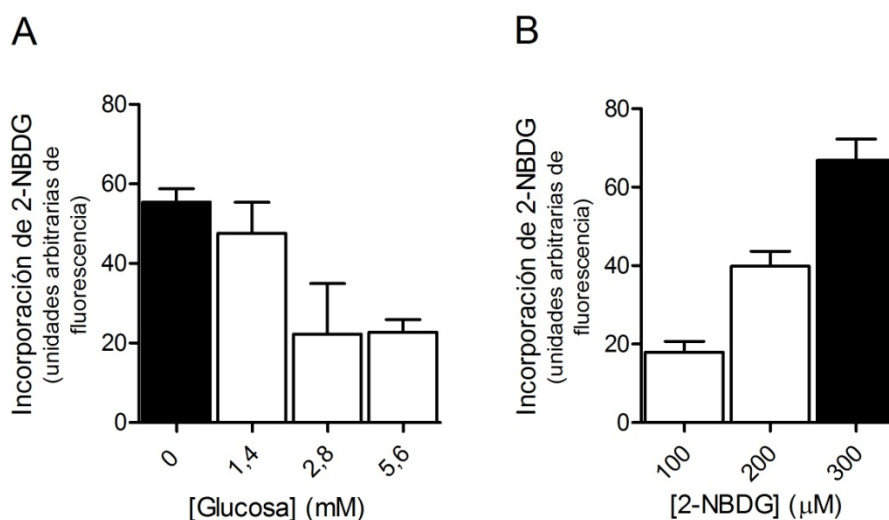 A
Incorporación de 2-NBDG
(unidades arbitrarias de
fluorescencia)
80
60
40
20
0
0
1,4
2,8
5,6
[Glucosa] (mM)
B
Incorporación de 2-NBDG
(unidades arbitrarias de
fluorescencia)
80
60
40
20
0
100
200
300
[2-NBDG] (μM)